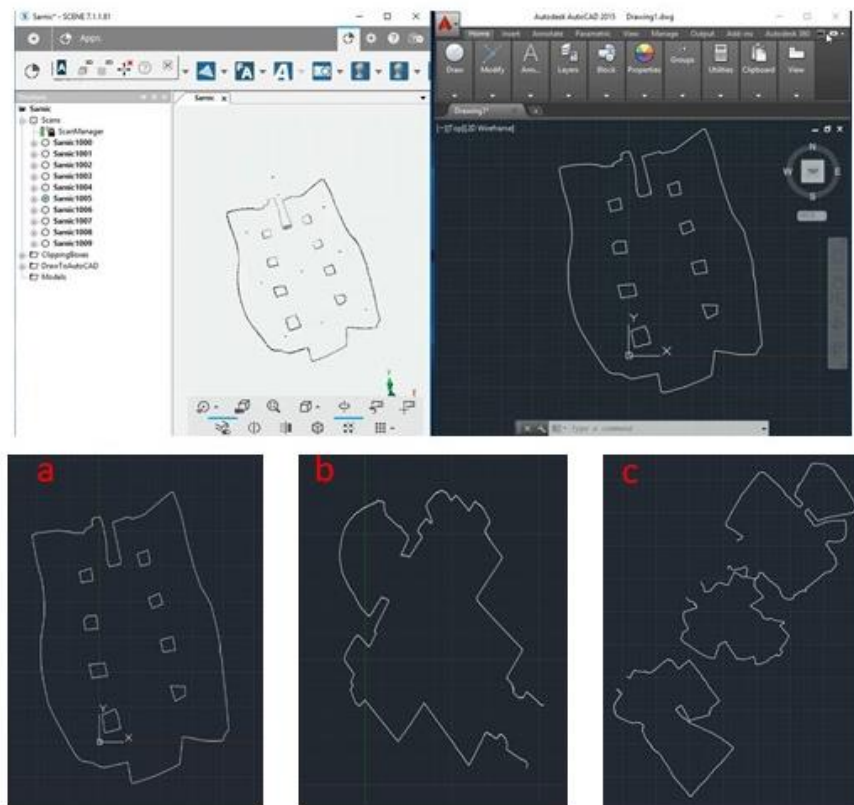 Sarnic* - SCENE 7.1.1.81
Apps.
Sarnic x
Sarnic
Scans
ScanManager
Sarnic1000
Sarnic1001
Sarnic1002
Sarnic1003
Sarnic1004
Sarnic1005
Sarnic1006
Sarnic1007
Sarnic1008
Sarnic1009
ClippingBoxes
DrawToAutoCAD
Models
Autodesk AutoCAD 2015 Drawing1.dwg
Home Insert Annotate Parametric View Manage Output Add-ins Autodesk 360
Draw Modify Ann... Layers Block Properties Groups Utilities Clipboard View
Drawing1*
[-][Top][2D Wireframe]
N
W E
S
Y
X
Type a command
a b c
Y
X